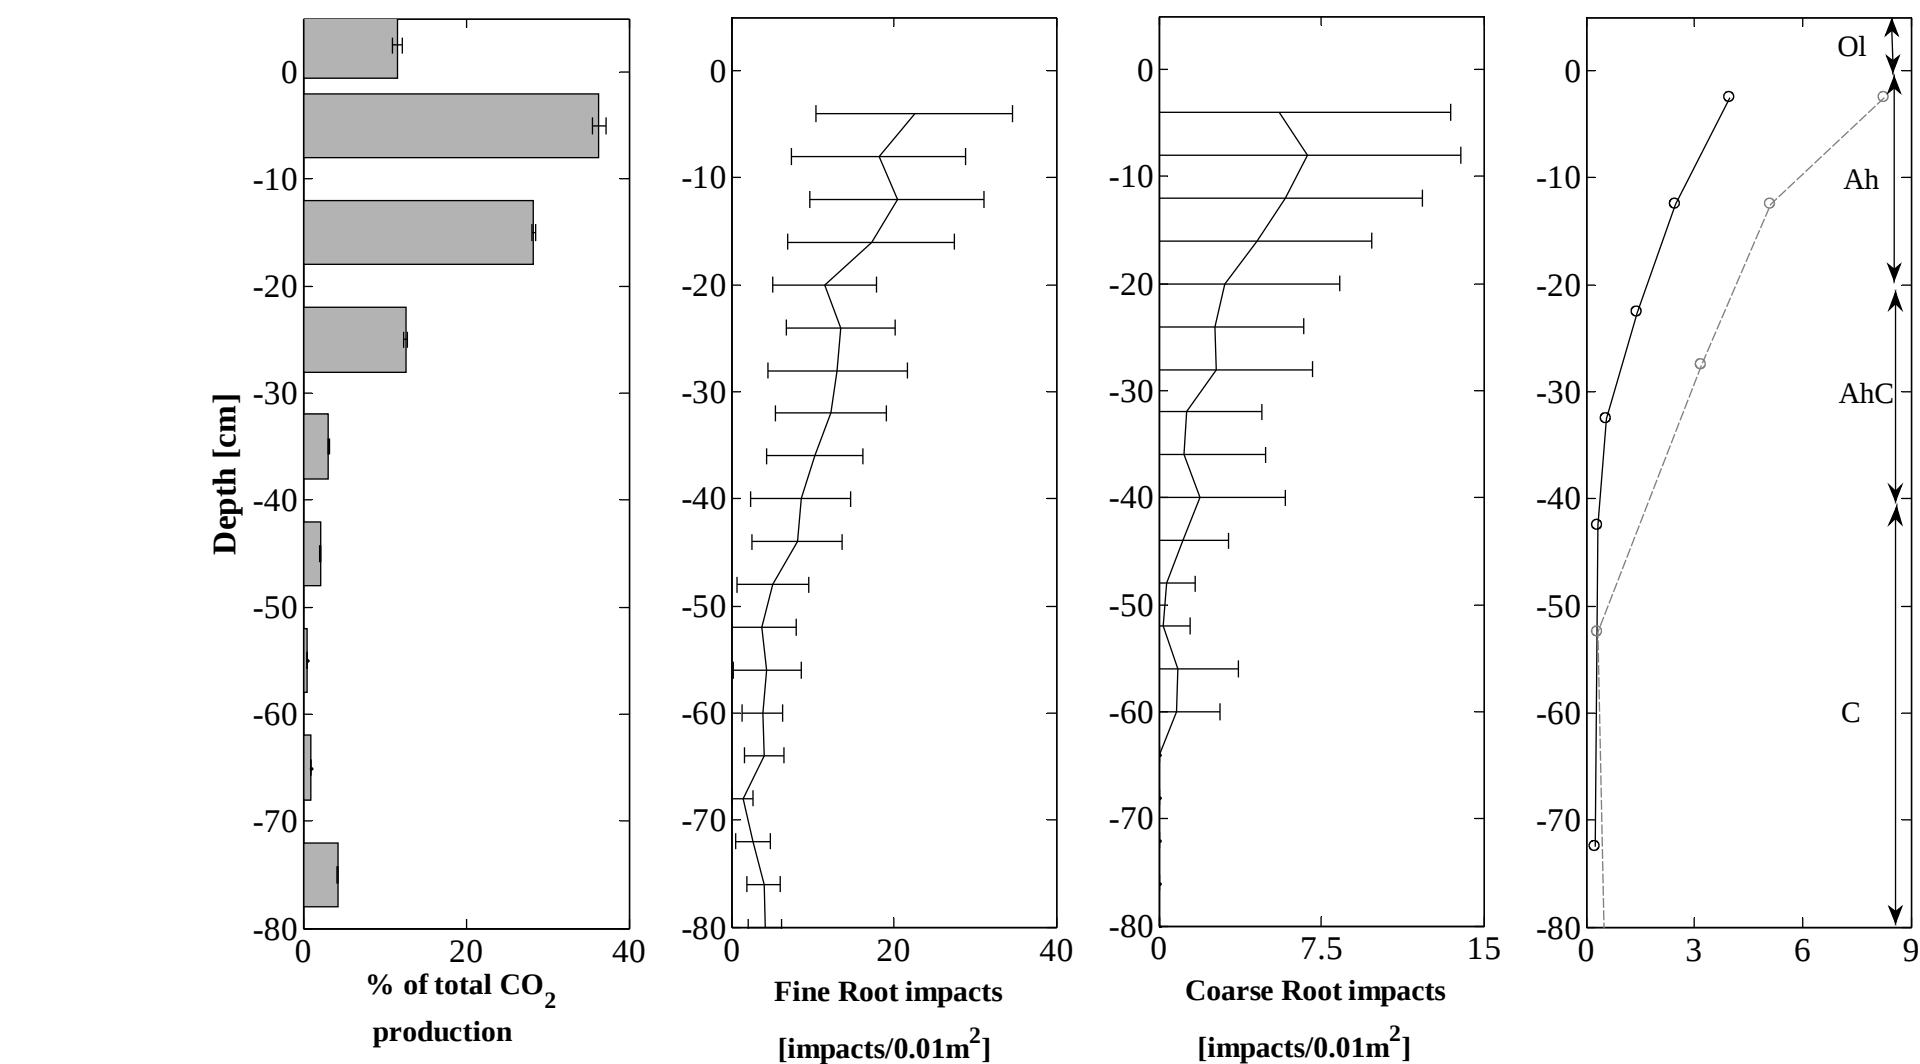 Depth [cm]
0
-10
-20
-30
-40
-50
-60
-70
-80
0 20 40
% of total CO2
production
0
-10
-20
-30
-40
-50
-60
-70
-80
0 20 40
Fine Root impacts
[impacts/0.01m2]
0
-10
-20
-30
-40
-50
-60
-70
-80
0 7.5 15
Coarse Root impacts
[impacts/0.01m2]
0
-10
-20
-30
-40
-50
-60
-70
-80
0 3 6 9
Ol
Ah
AhC
C